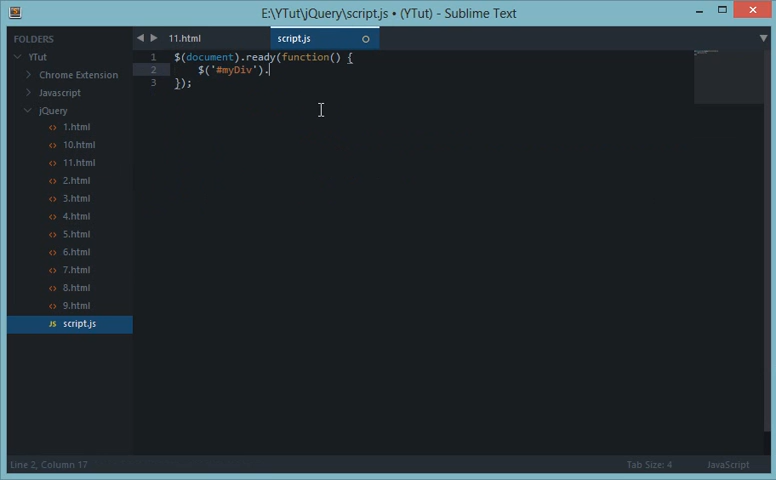 E:\YTut\jQuery\script.js • (YTut) - Sublime Text
FOLDERS
YTut
Chrome Extension
Javascript
jQuery
<> 1.html
<> 10.html
<> 11.html
<> 2.html
<> 3.html
<> 4.html
<> 5.html
<> 6.html
<> 7.html
<> 8.html
<> 9.html
JS script.js
11.html
script.js
1 $(document).ready(function() {
2 $('#myDiv').
3 });
Line 2, Column 17
Tab Size: 4
JavaScript